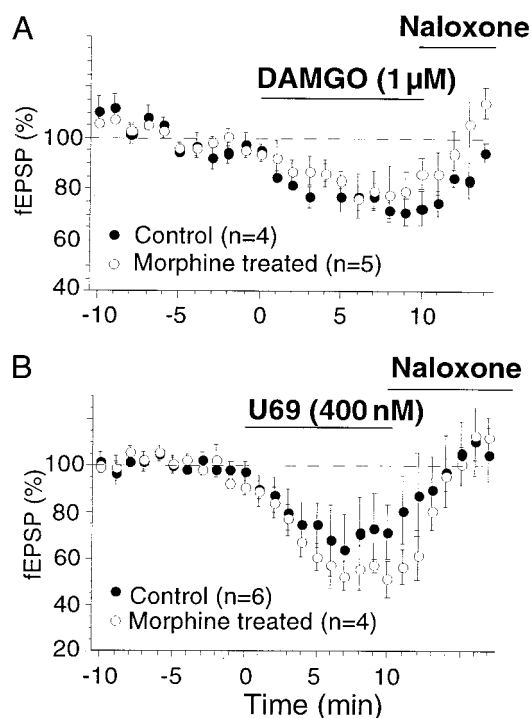 A
Naloxone
DAMGO (1 µM)
fEPSP (%)
100
80
60
40
Control (n=4)
Morphine treated (n=5)
-10 -5 0 5 10
B
Naloxone
U69 (400 nM)
fEPSP (%)
100
80
60
40
20
Control (n=6)
Morphine treated (n=4)
-10 -5 0 5 10
Time (min)